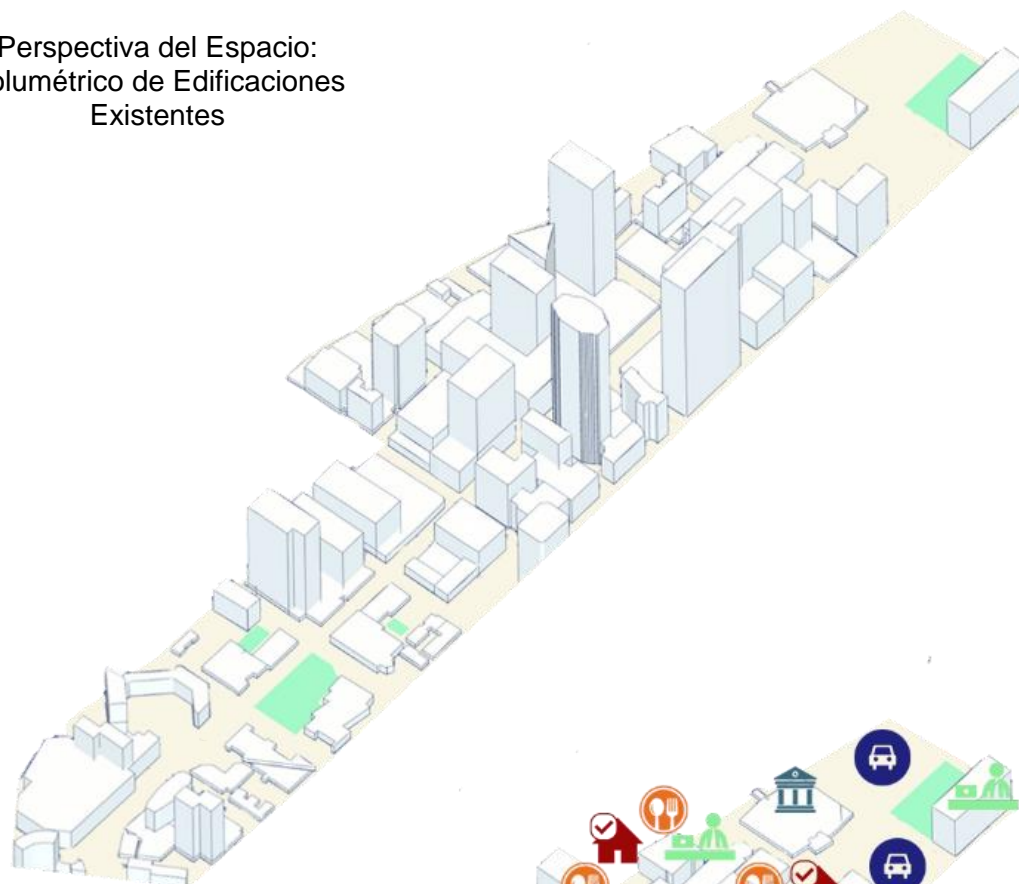 Perspectiva del Espacio:
olumétrico de Edificaciones
Existentes